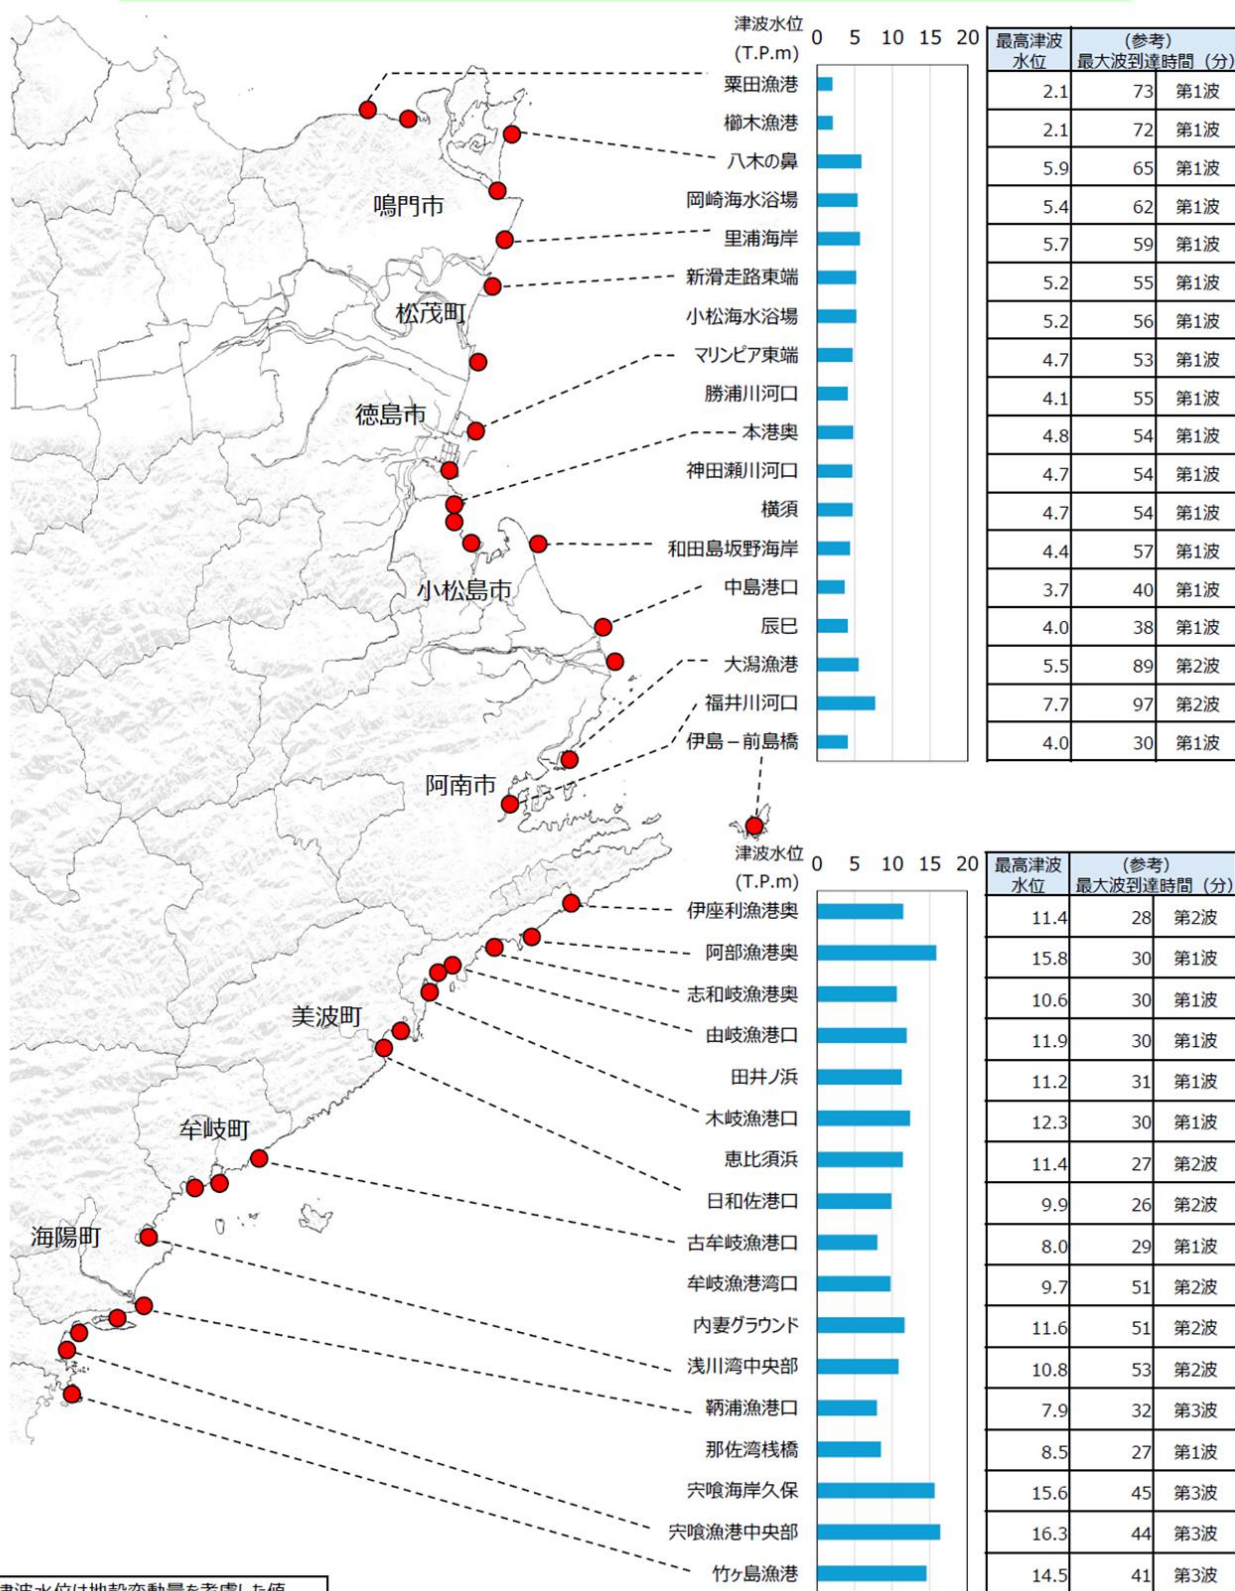 津波水位
(T.P.m)
0 5 10 15 20
最高津波水位 (参考)最大波到達時間（分）
粟田漁港 2.1 73 第1波
櫛木漁港 2.1 72 第1波
八木の鼻 5.9 65 第1波
岡崎海水浴場 5.4 62 第1波
里浦海岸 5.7 59 第1波
新滑走路東端 5.2 55 第1波
小松海水浴場 5.2 56 第1波
マリンピア東端 4.7 53 第1波
勝浦川河口 4.1 55 第1波
本港奥 4.8 54 第1波
神田瀬川河口 4.7 54 第1波
横須 4.7 54 第1波
和田島坂野海岸 4.4 57 第1波
中島港口 3.7 40 第1波
辰巳 4.0 38 第1波
大潟漁港 5.5 89 第2波
福井川河口 7.7 97 第2波
伊島－前島橋 4.0 30 第1波
鳴門市
松茂町
徳島市
小松島市
阿南市
津波水位
(T.P.m)
0 5 10 15 20
最高津波水位 (参考)最大波到達時間（分）
伊座利漁港奥 11.4 28 第2波
阿部漁港奥 15.8 30 第1波
志和岐漁港奥 10.6 30 第1波
由岐漁港口 11.9 30 第1波
田井ノ浜 11.2 31 第1波
木岐漁港口 12.3 30 第1波
恵比須浜 11.4 27 第2波
日和佐港口 9.9 26 第2波
古牟岐漁港口 8.0 29 第1波
牟岐漁港湾口 9.7 51 第2波
内妻グラウンド 11.6 51 第2波
浅川湾中央部 10.8 53 第2波
鞆浦漁港口 7.9 32 第3波
那佐湾桟橋 8.5 27 第1波
宍喰海岸久保 15.6 45 第3波
宍喰漁港中央部 16.3 44 第3波
竹ヶ島漁港 14.5 41 第3波
美波町
牟岐町
海陽町
津波水位は地殻変動量を考慮した値